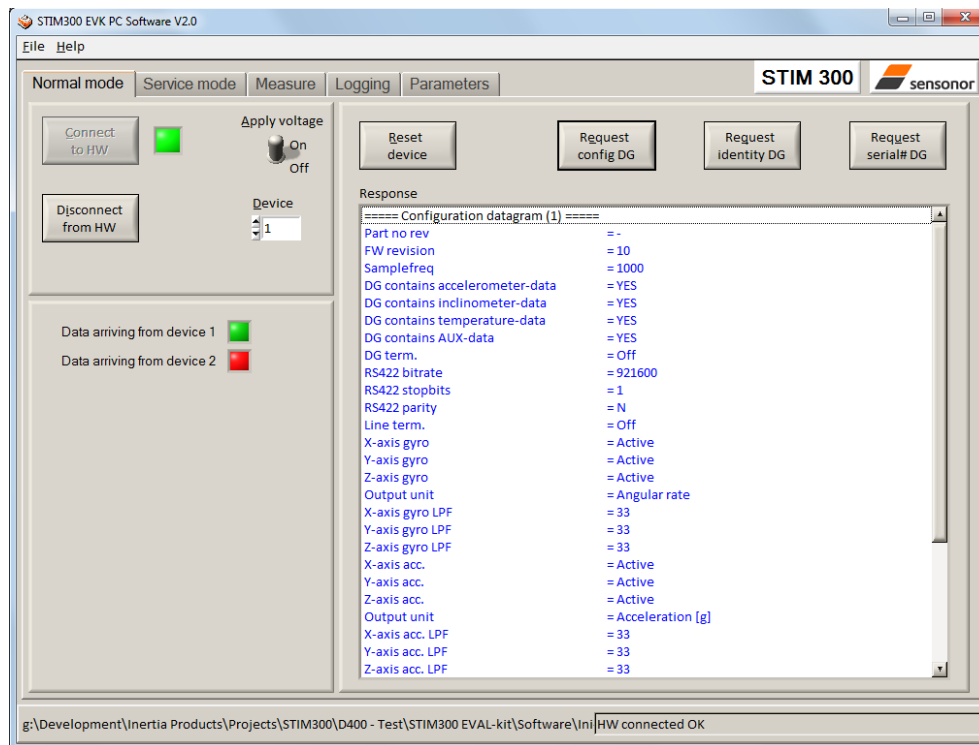 STIM300 EVK PC Software V2.0
File Help
Normal mode Service mode Measure Logging Parameters STIM 300 sensonor
Connect to HW
Apply voltage
On
Off
Disconnect from HW
Device
1
Data arriving from device 1
Data arriving from device 2
Reset device
Request config DG
Request identity DG
Request serial# DG
Response
===== Configuration datagram (1) =====
Part no rev = -
FW revision = 10
Samplefreq = 1000
DG contains accelerometer-data = YES
DG contains inclinometer-data = YES
DG contains temperature-data = YES
DG contains AUX-data = YES
DG term. = Off
RS422 bitrate = 921600
RS422 stopbits = 1
RS422 parity = N
Line term. = Off
X-axis gyro = Active
Y-axis gyro = Active
Z-axis gyro = Active
Output unit = Angular rate
X-axis gyro LPF = 33
Y-axis gyro LPF = 33
Z-axis gyro LPF = 33
X-axis acc. = Active
Y-axis acc. = Active
Z-axis acc. = Active
Output unit = Acceleration [g]
X-axis acc. LPF = 33
Y-axis acc. LPF = 33
Z-axis acc. LPF = 33
g:\Development\Inertia Products\Projects\STIM300\D400 - Test\STIM300 EVAL-kit\Software\Ini HW connected OK